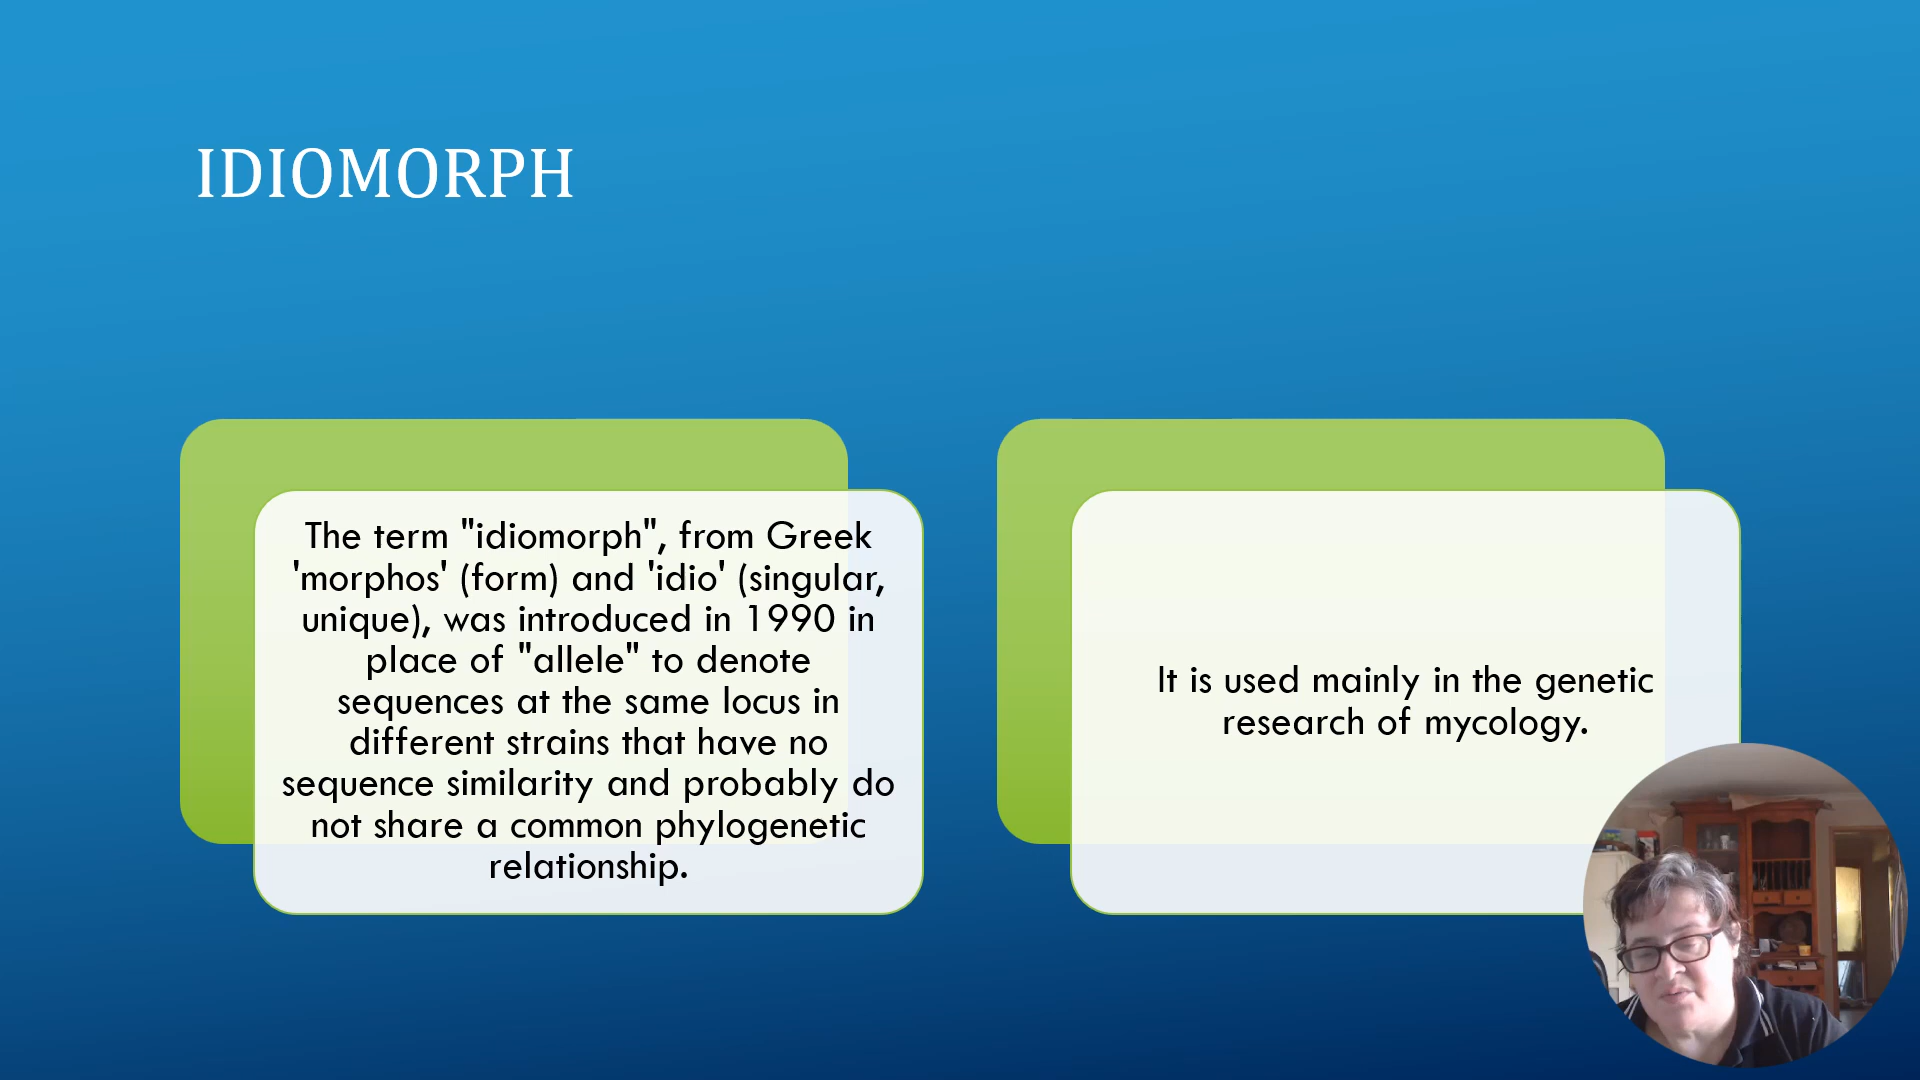 IDIOMORPH
The term "idiomorph", from Greek
'morphos' (form) and 'idio' (singular,
unique), was introduced in 1990 in
place of "allele" to denote
sequences at the same locus in
different strains that have no
sequence similarity and probably do
not share a common phylogenetic
relationship.
It is used mainly in the genetic
research of mycology.